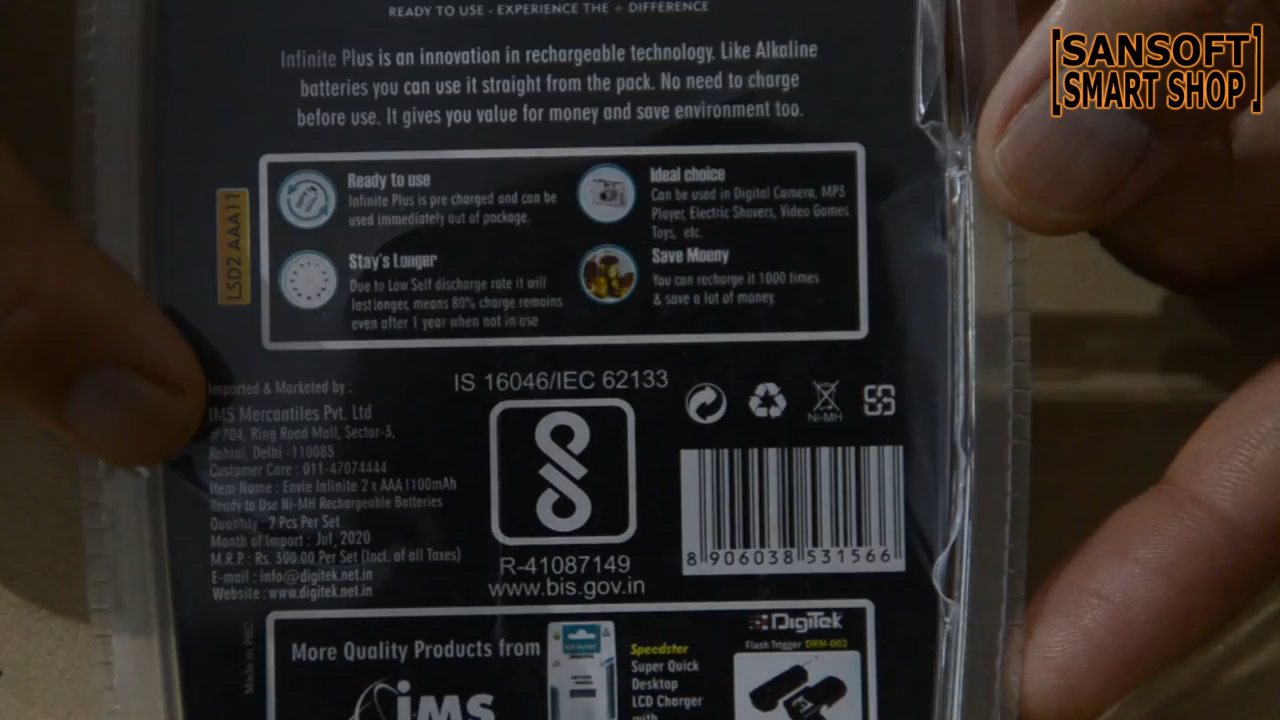 READY TO USE - EXPERIENCE THE + DIFFERENCE
[SANSOFT
SMART SHOP]
Infinite Plus is an innovation in rechargeable technology. Like Alkaline
batteries you can use it straight from the pack. No need to charge
before use. It gives you value for money and save environment too.
LSD2 AAA11
Ready to use
Infinite Plus is pre charged and can be
used immediately out of package.
Ideal choice
Can be used in Digital Camera, MP3
Player, Electric Shavers, Video Games
Toys, etc.
Stay's Longer
Due to Low Self discharge rate it will
last longer, means 80% charge remains
even after 1 year when not in use
Save Moeny
You can recharge it 1000 times
& save a lot of money.
Imported & Marketed by :
IMS Mercantiles Pvt. Ltd
#704, Ring Road Mall, Sector-3,
Rohini, Delhi -110085
Customer Care : 011-47074444
Item Name : Envie Infinite 2 x AAA1100mAh
Ready to Use Ni-MH Rechargeable Batteries
Quantity : 2 Pcs Per Set
Month of Import : Jul, 2020
M.R.P.: Rs. 300.00 Per Set (Incl. of all Taxes)
E-mail : info@digitek.net.in
Website : www.digitek.net.in
IS 16046/IEC 62133
R-41087149
www.bis.gov.in
Ni-MH
8 906038 531566
Made in PRC
More Quality Products from
iMS
Speedster
Super Quick
Desktop
LCD Charger
with
DigiTek
Flash Trigger DRM-003